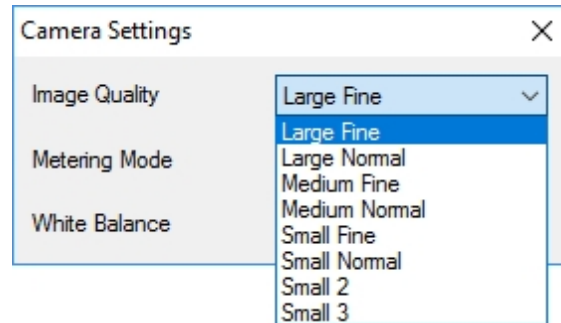 Camera Settings
Image Quality
Large Fine
Large Fine
Large Normal
Metering Mode
Medium Fine
Medium Normal
White Balance
Small Fine
Small Normal
Small 2
Small 3